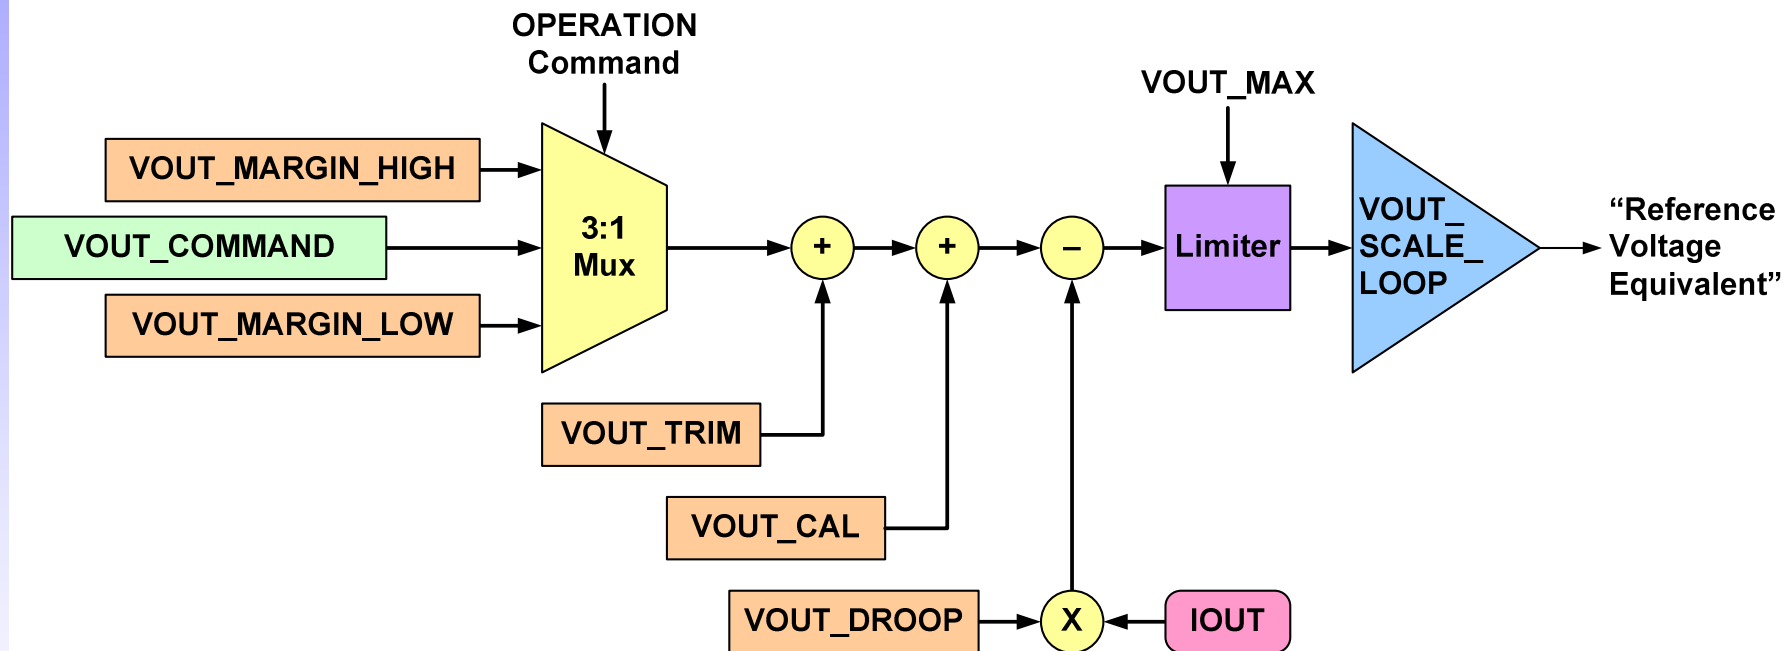 OPERATION
Command
VOUT_MAX
VOUT_MARGIN_HIGH
VOUT_COMMAND
VOUT_MARGIN_LOW
3:1
Mux
+
+
–
Limiter
VOUT_
SCALE_
LOOP
“Reference
Voltage
Equivalent”
VOUT_TRIM
VOUT_CAL
VOUT_DROOP
X
IOUT